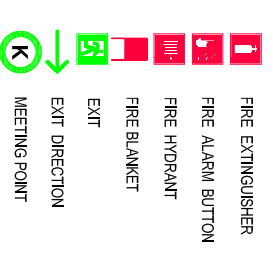 FIRE EXTINGUISHER
FIRE ALARM BUTTON
FIRE HYDRANT
FIRE BLANKET
EXIT
EXIT DIRECTION
K MEETING POINT